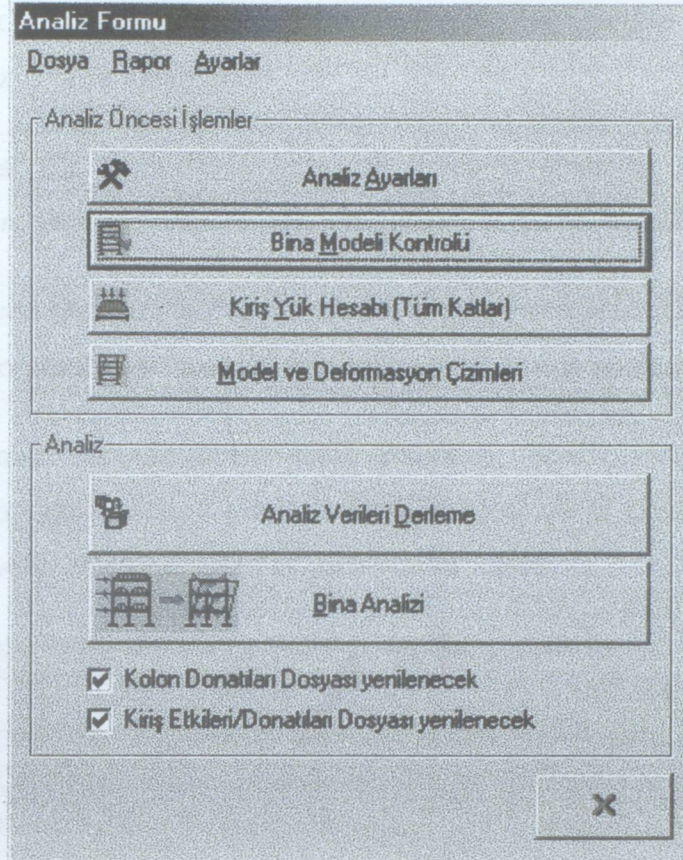 Analiz Formu
Dosya Rapor Ayarlar
Analiz Öncesi İşlemler
Analiz Ayarları
Bina Modeli Kontrolü
Kiriş Yük Hesabı (Tüm Katlar)
Model ve Deformasyon Çizimleri
Analiz
Analiz Verileri Derleme
Bina Analizi
Kolon Donatıları Dosyası yenilenecek
Kiriş Etkileri/Donatıları Dosyası yenilenecek